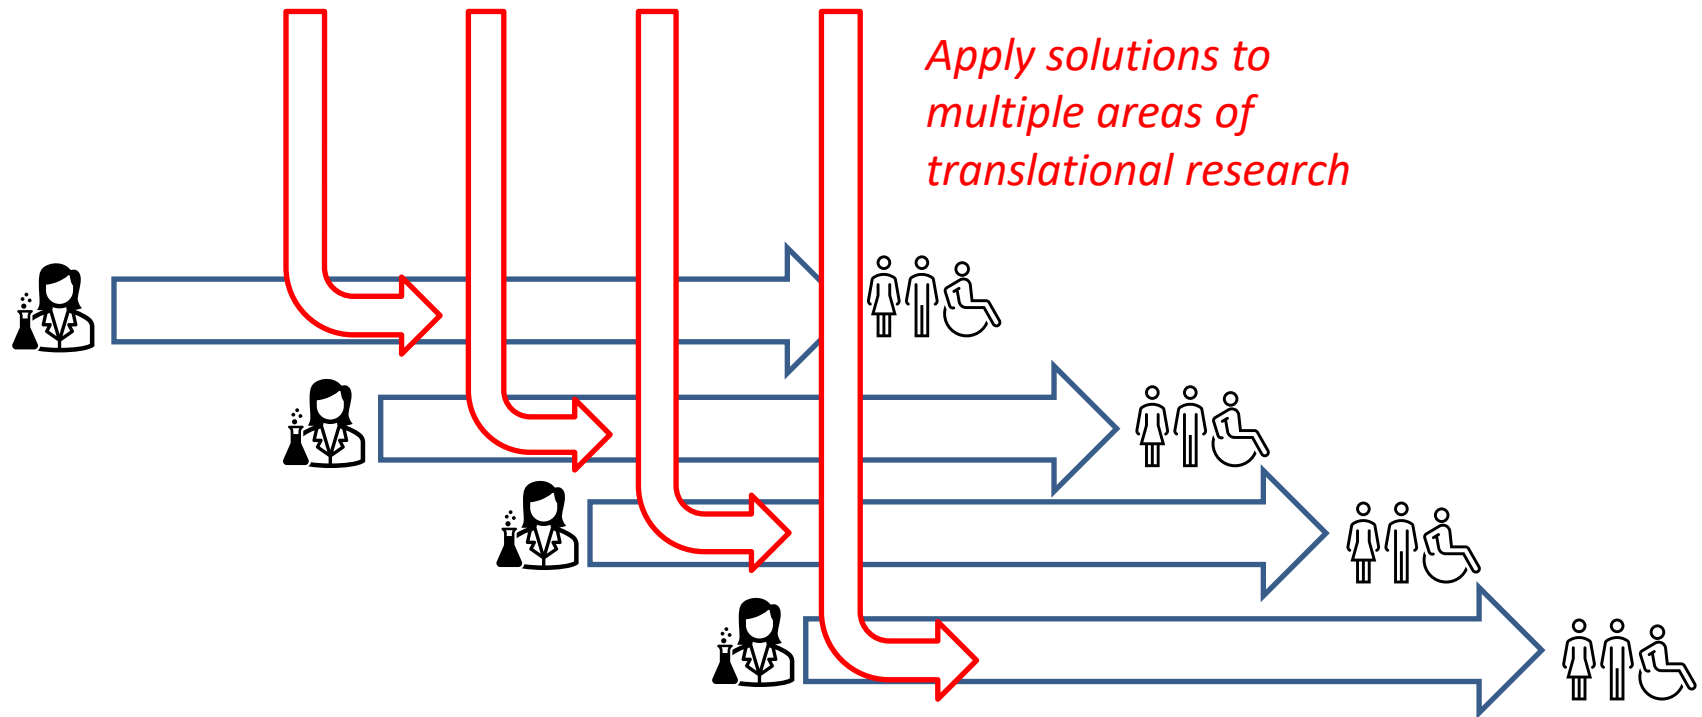 Apply solutions to
multiple areas of
translational research